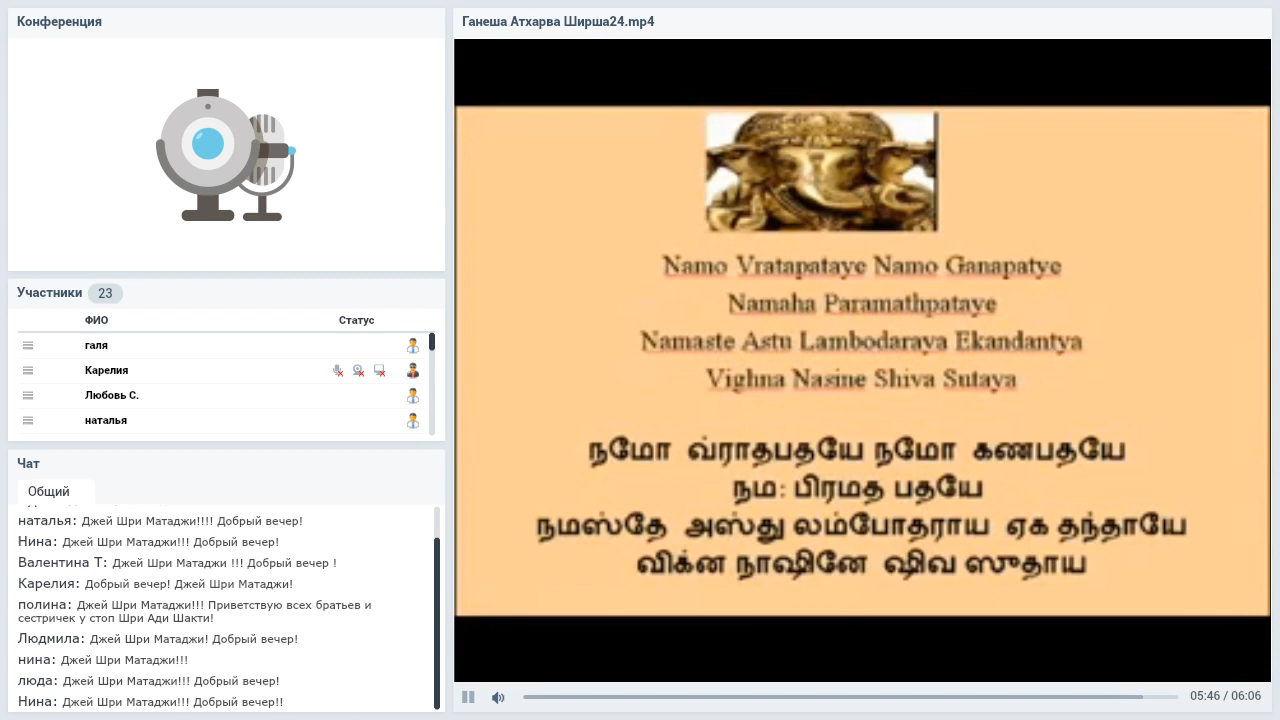 Конференция
Участники 23
ФИО Статус
галя
Карелия
Любовь С.
наталья
Чат
Общий
наталья: Джей Шри Матаджи!!!! Добрый вечер!
Нина: Джей Шри Матаджи!!! Добрый вечер!
Валентина Т: Джей Шри Матаджи !!! Добрый вечер !
Карелия: Добрый вечер! Джей Шри Матаджи!
полина: Джей Шри Матаджи!!! Приветствую всех братьев и
сестричек у стоп Шри Ади Шакти!
Людмила: Джей Шри Матаджи! Добрый вечер!
нина: Джей Шри Матаджи!!!
люда: Джей Шри Матаджи!!! Добрый вечер!
Нина: Джей Шри Матаджи!!! Добрый вечер!!
Ганеша Атхарва Ширша24.mp4
Namo Vratapataye Namo Ganapatye
Namaha Paramathpataye
Namaste Astu Lambodaraya Ekandantya
Vighna Nasine Shiva Sutaya
நமோ வ்ராதபதயே நமோ கணபதயே
நம: பிரமத பதயே
நமஸ்தே அஸ்து லம்போதராய ஏக தந்தாயே
விக்ன நாஷினே ஷிவ ஸுதாய
05:46 / 06:06